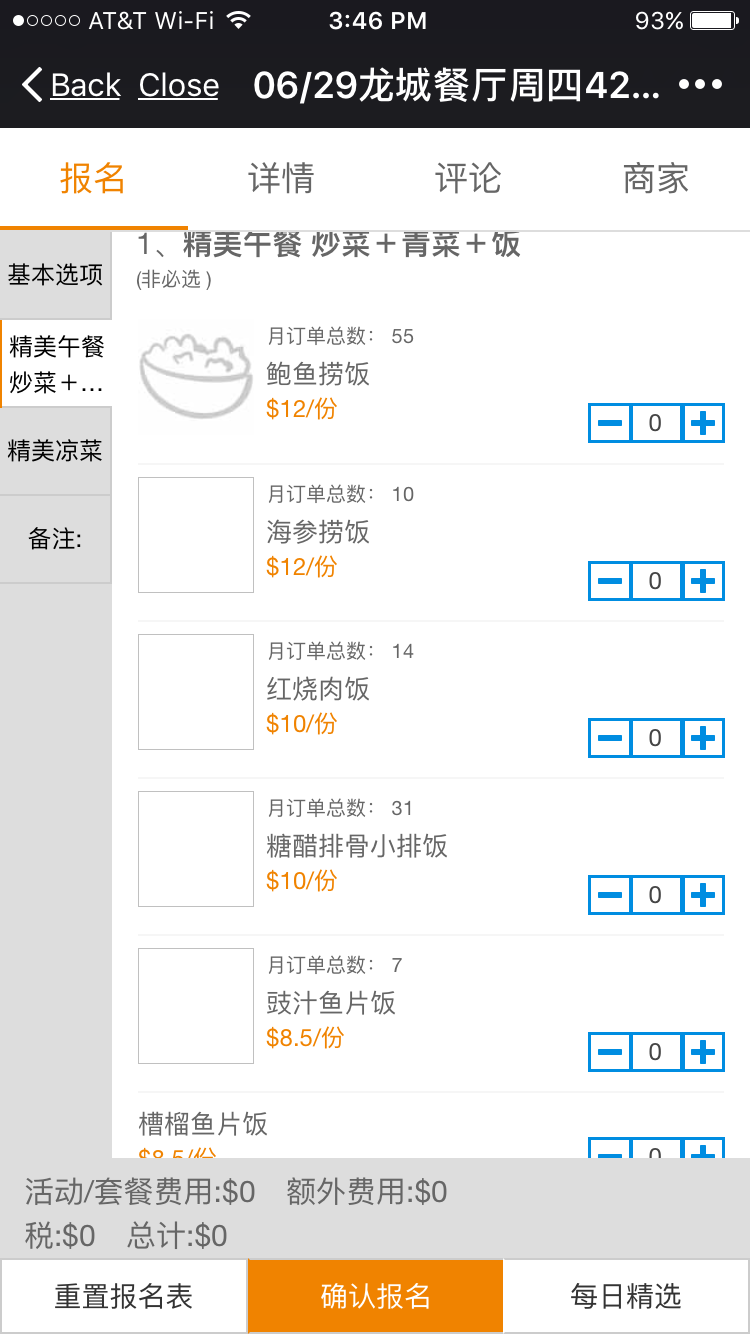 AT&T Wi-Fi 3:46 PM 93%
Back Close 06/29龙城餐厅周四42... •••
报名 详情 评论 商家
基本选项
精美午餐
炒菜＋...
精美凉菜
备注:
1、精美午餐 炒菜＋青菜＋饭
(非必选 )
月订单总数： 55
鲍鱼捞饭
$12/份
0
月订单总数： 10
海参捞饭
$12/份
0
月订单总数： 14
红烧肉饭
$10/份
0
月订单总数： 31
糖醋排骨小排饭
$10/份
0
月订单总数： 7
豉汁鱼片饭
$8.5/份
0
槽榴鱼片饭
$8.5/份
0
活动/套餐费用:$0 额外费用:$0
税:$0 总计:$0
重置报名表 确认报名 每日精选